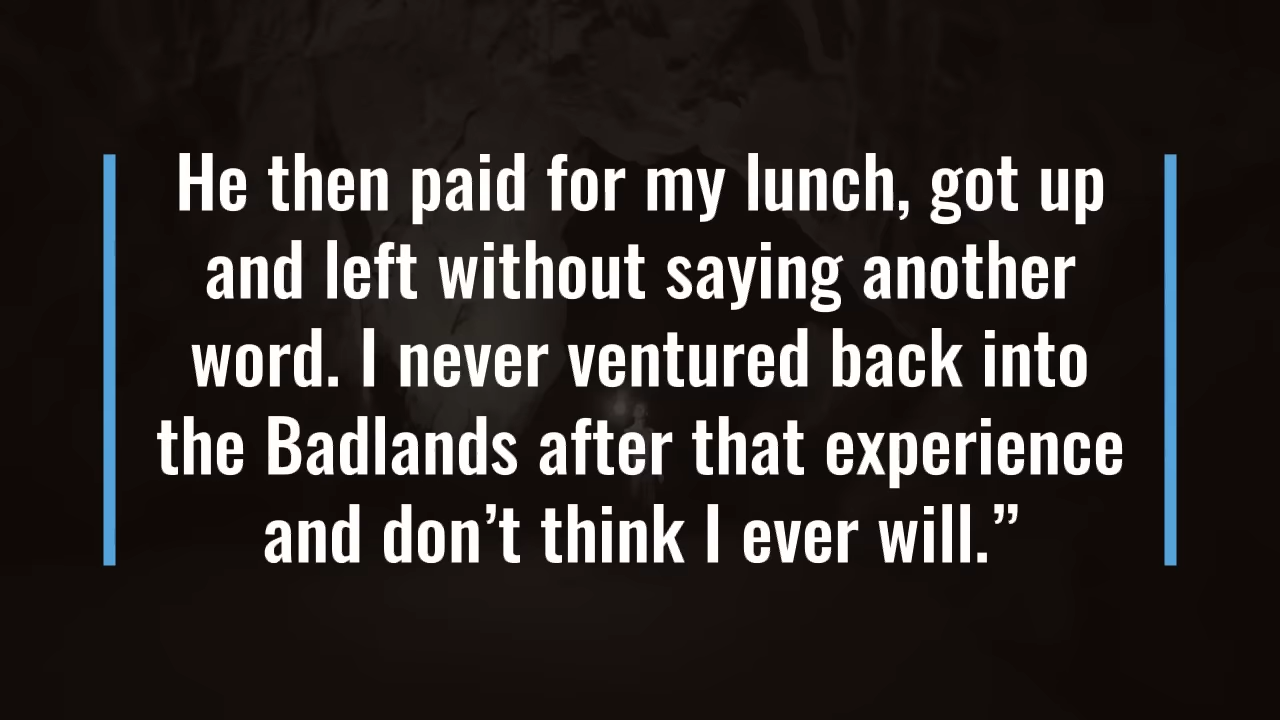 He then paid for my lunch, got up
and left without saying another
word. I never ventured back into
the Badlands after that experience
and don’t think I ever will.”